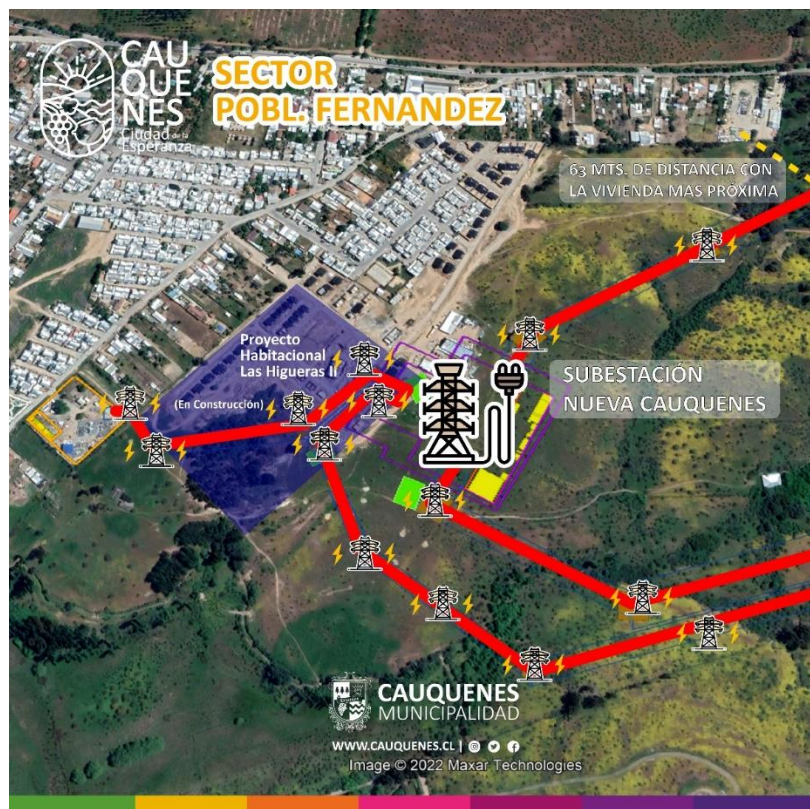 CAU
QUE
NES
Ciudad de la
Esperanza
SECTOR
POBL. FERNANDEZ
63 MTS. DE DISTANCIA CON
LA VIVIENDA MAS PRÓXIMA
Proyecto
Habitacional
Las Higueras II
(En Construcción)
SUBESTACIÓN
NUEVA CAUQUENES
CAUQUENES
MUNICIPALIDAD
WWW.CAUQUENES.CL |
Image © 2022 Maxar Technologies